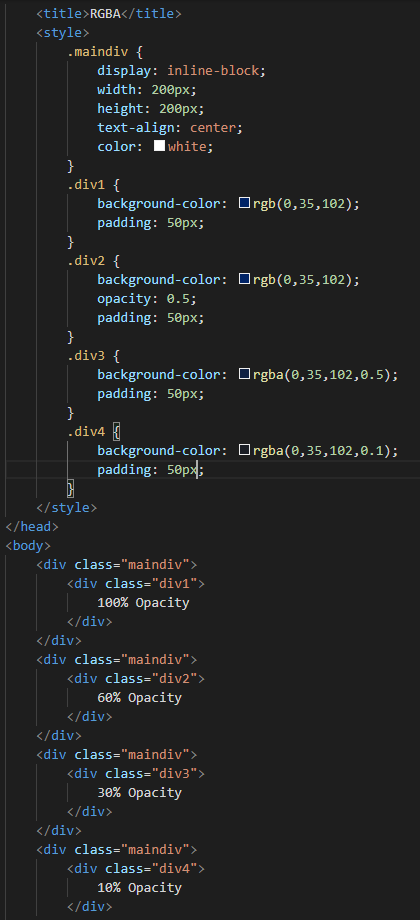 <title>RGBA</title>
<style>
.maindiv {
display: inline-block;
width: 200px;
height: 200px;
text-align: center;
color: white;
}
.div1 {
background-color: rgb(0,35,102);
padding: 50px;
}
.div2 {
background-color: rgb(0,35,102);
opacity: 0.5;
padding: 50px;
}
.div3 {
background-color: rgba(0,35,102,0.5);
padding: 50px;
}
.div4 {
background-color: rgba(0,35,102,0.1);
padding: 50px;
}
</style>
</head>
<body>
<div class="maindiv">
<div class="div1">
100% Opacity
</div>
</div>
<div class="maindiv">
<div class="div2">
60% Opacity
</div>
</div>
<div class="maindiv">
<div class="div3">
30% Opacity
</div>
</div>
<div class="maindiv">
<div class="div4">
10% Opacity
</div>